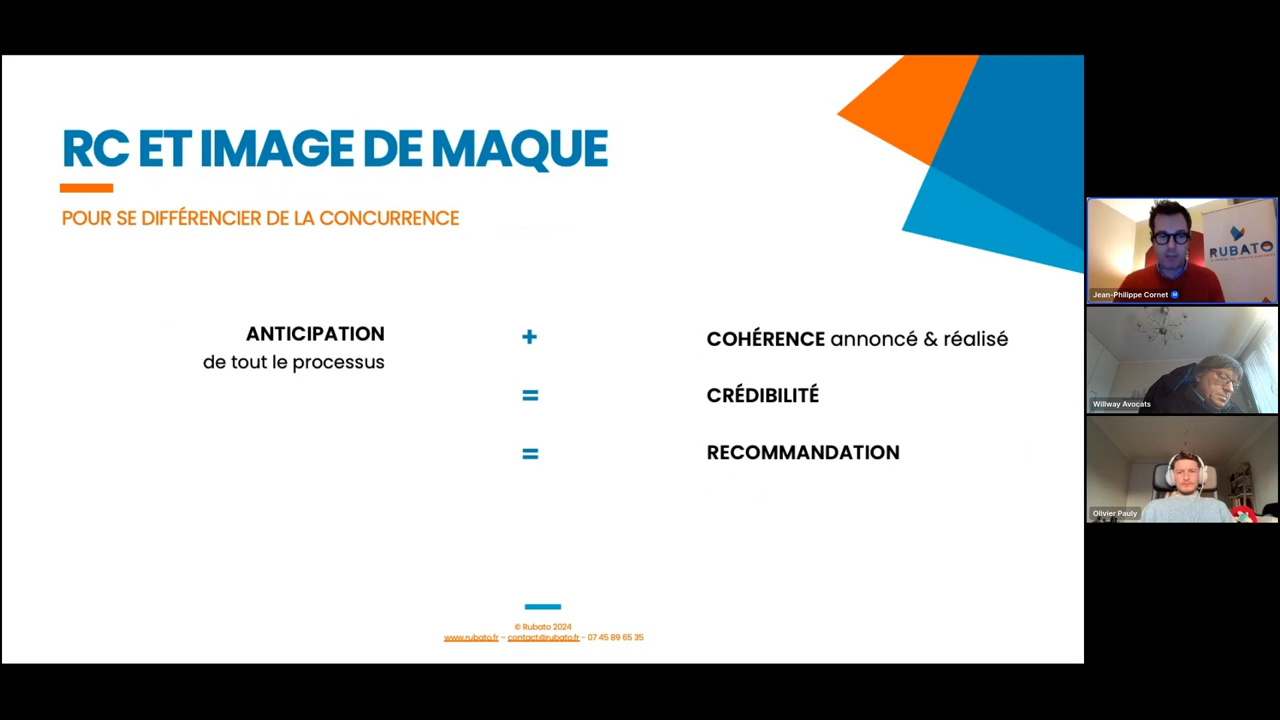 RC ET IMAGE DE MAQUE
POUR SE DIFFÉRENCIER DE LA CONCURRENCE
ANTICIPATION
de tout le processus
+
COHÉRENCE annoncé & réalisé
=
CRÉDIBILITÉ
=
RECOMMANDATION
© Rubato 2024
www.rubato.fr – contact@rubato.fr - 07 45 89 65 35
RUBATO
Jean-Philippe Cornet
Willway Avocats
Olivier Pauly